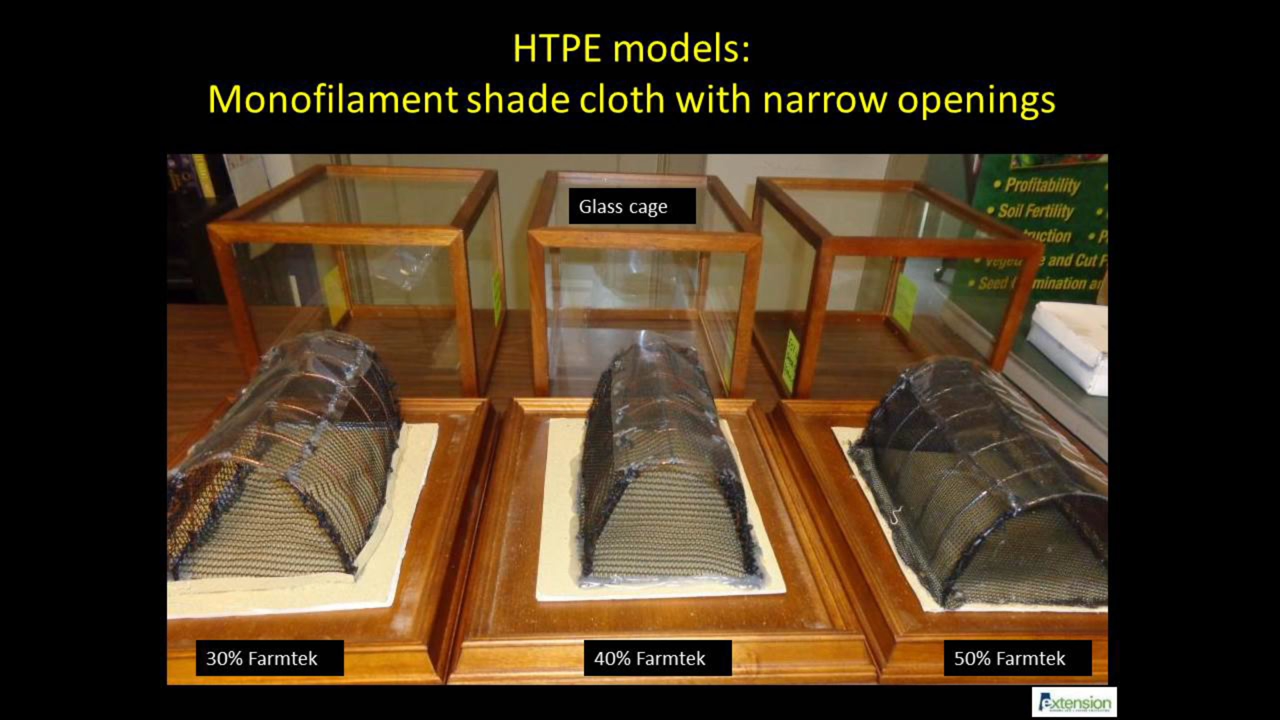 HTPE models:
Monofilament shade cloth with narrow openings
Glass cage
• Profitability
• Soil Fertility
• Seed
30% Farmtek
40% Farmtek
50% Farmtek
extension